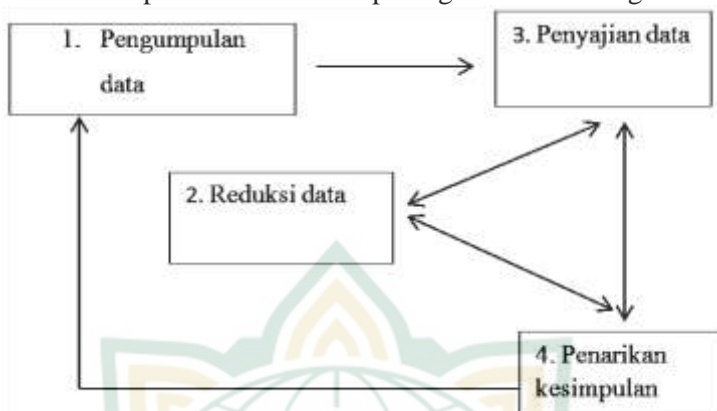 1. Pengumpulan
data
3. Penyajian data
2. Reduksi data
4. Penarikan
kesimpulan